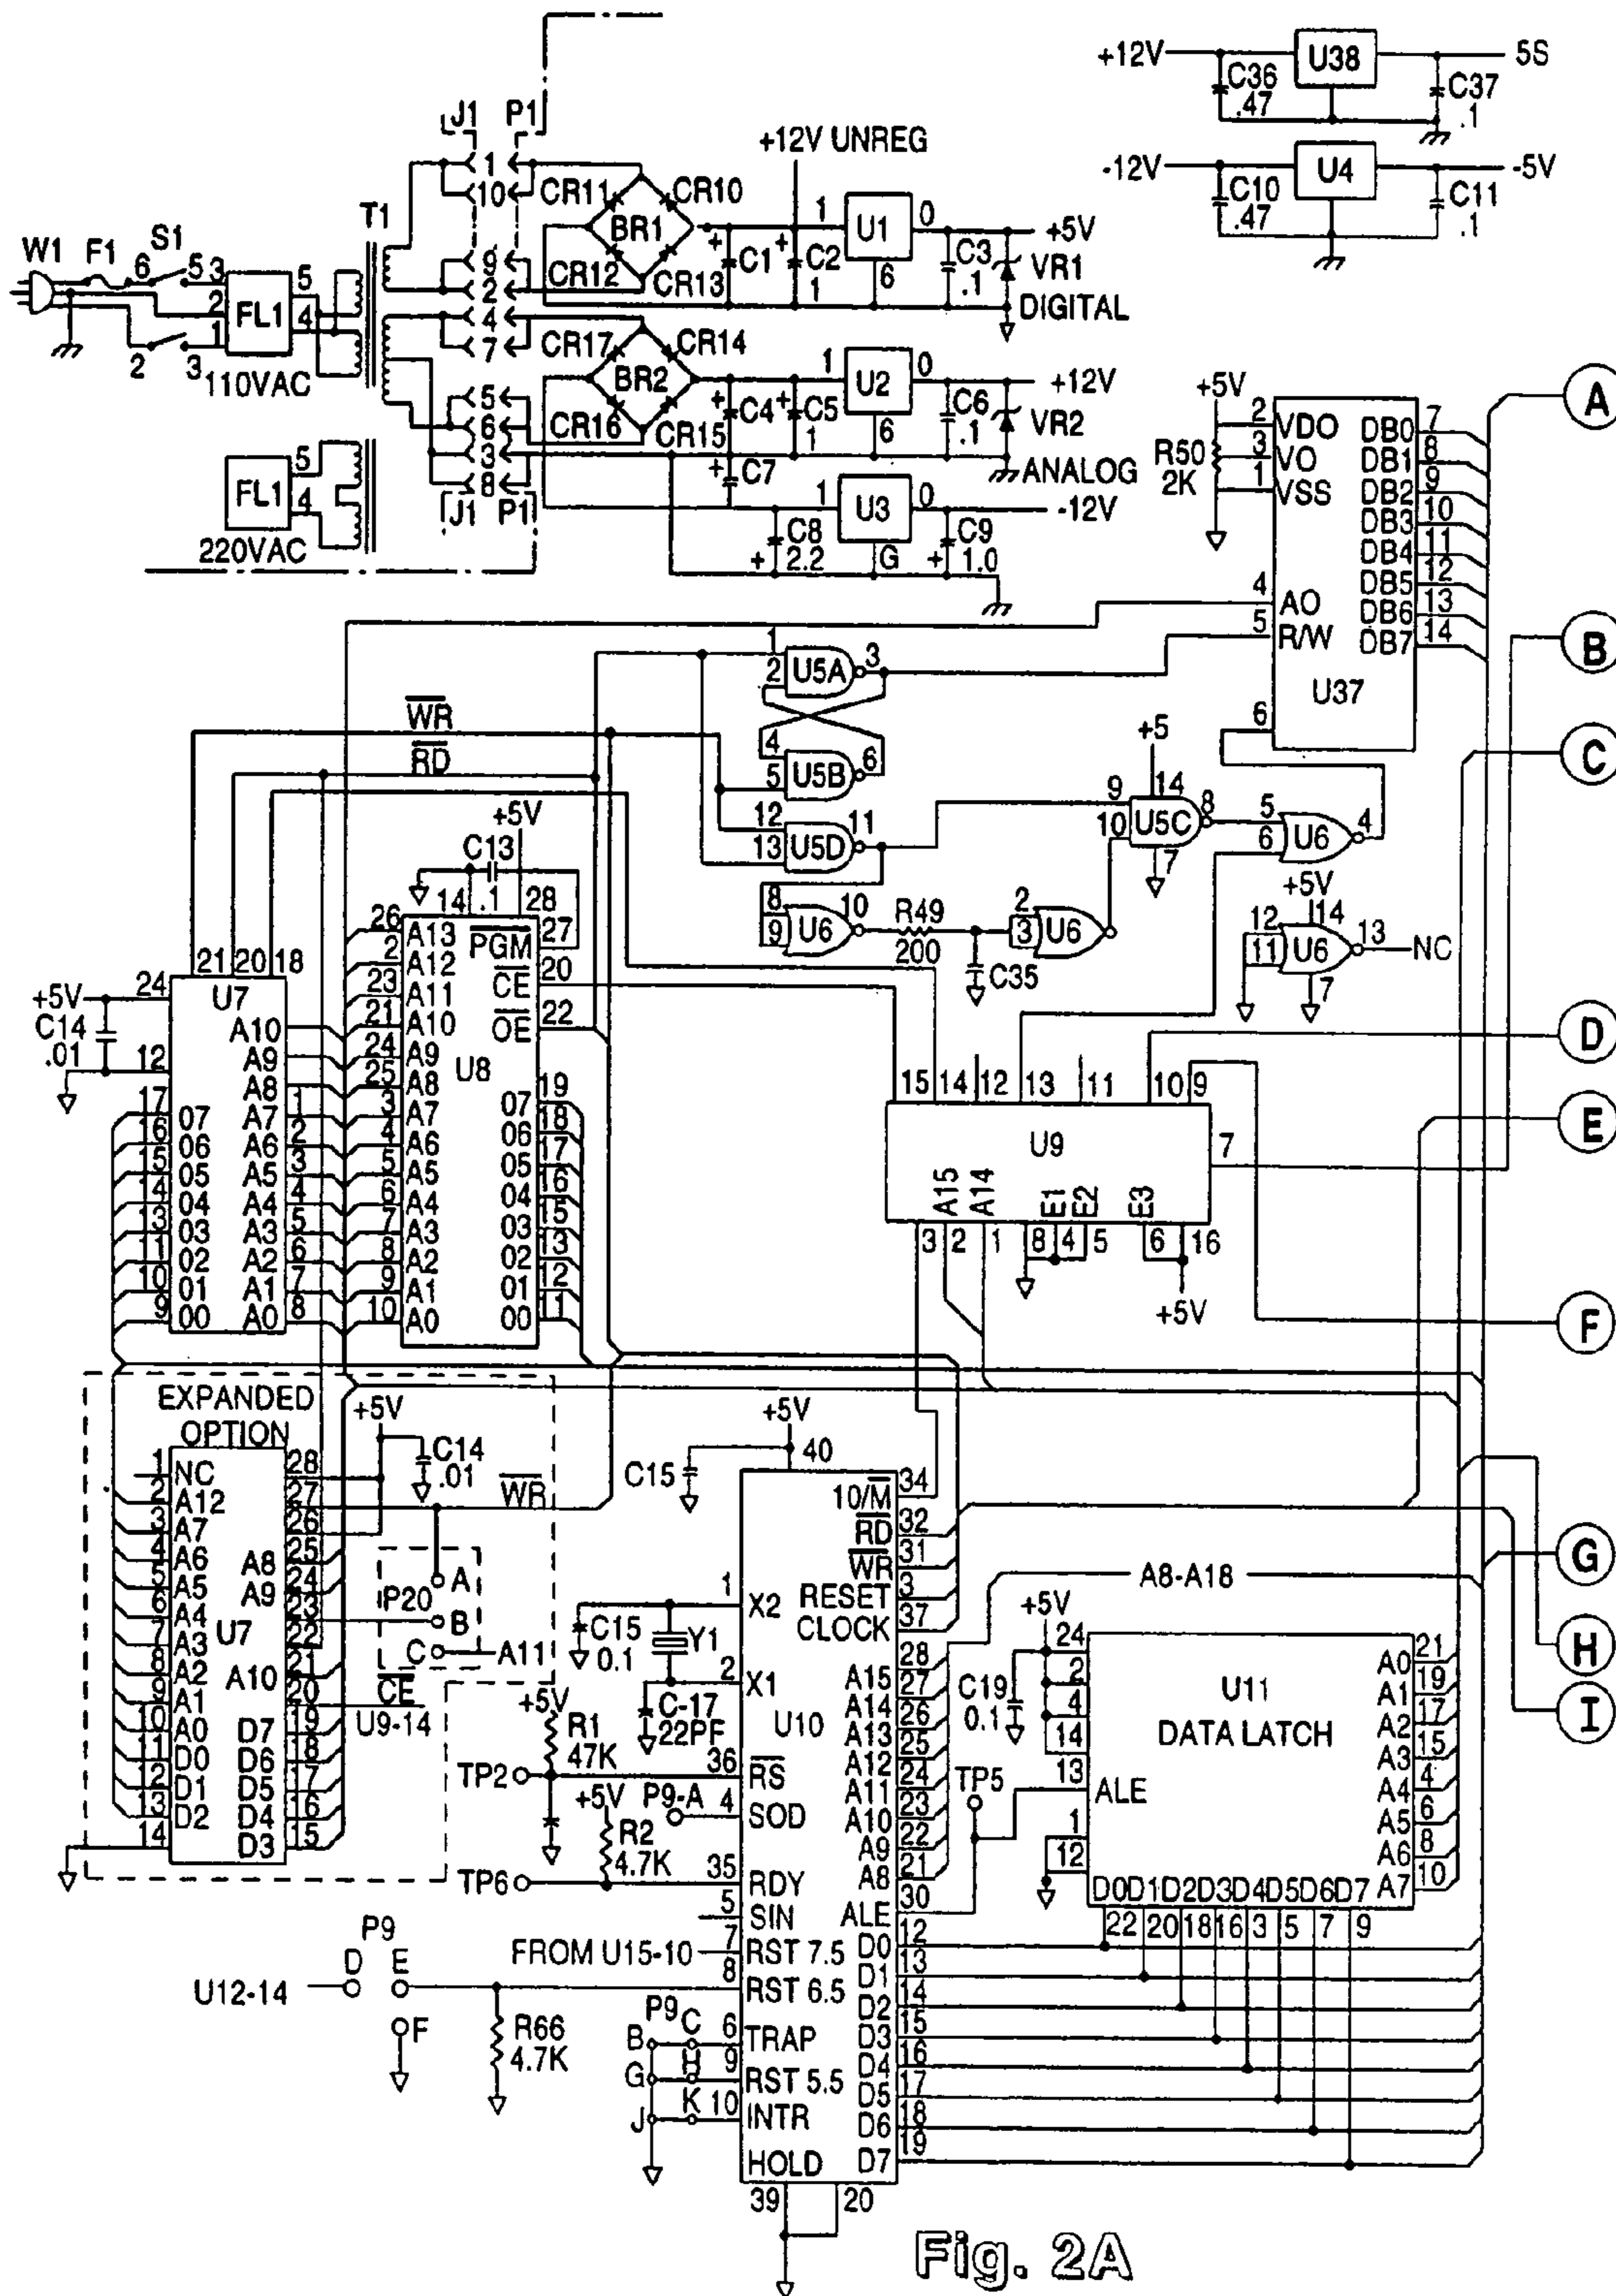 +12V U38 5S
C36 .47 C37 .1
-12V U4 -5V
C10 .47 C11 .1
J1 P1
+12V UNREG
1
10
9
2
4
7
5
6
3
8
J1 P1
W1 F1 S1 T1
6 5 3
2
2 3 1
FL1 5 4
110VAC
FL1 5 4
220VAC
CR11 CR10
BR1
CR12 CR13
+ C1 + C2 1
1 U1 0
6
C3 .1
+5V
VR1
DIGITAL
CR17 CR14
BR2
CR16 CR15
+ C4 + C5 1
1 U2 0
6
C6 .1
+12V
VR2
ANALOG
+ C7
1 U3 0
G
C8 + 2.2
+ C9 1.0
-12V
+5V
R50 2K
2 VDO
3 VO
1 VSS
4 AO
5 R/W
6
U37
DB0 7
DB1 8
DB2 9
DB3 10
DB4 11
DB5 12
DB6 13
DB7 14
A
B
C
D
E
F
G
H
I
1
2 U5A 3
4
5 U5B 6
12
13 U5D 11
+5
9 14
10 U5C 8
7
5
6 U6 4
8
9 U6 10
R49 200
C35
2
3 U6
+5V
12 14
11 U6 13 NC
7
WR
RD
+5V
C13 .1
14 28
26 A13
2 A12
23 A11
21 A10
24 A9
25 A8
3 A7
4 A6
5 A5
6 A4
7 A3
8 A2
9 A1
10 A0
U8
PGM 27
CE 20
OE 22
07 19
06 18
05 17
04 16
03 15
02 13
01 12
00 11
21 20 18
+5V 24 U7
C14 .01
12
17 07
16 06
15 05
14 04
13 03
11 02
10 01
9 00
A10
A9
A8
A7 1
A6 2
A5 3
A4 4
A3 5
A2 6
A1 7
A0 8
15 14 12 13 11 10 9
U9 7
A15 A14 E1 E2 E3
3 2 1 8 4 5 6 16
+5V
EXPANDED
OPTION
+5V
C14 .01
WR
1 NC
2 A12
3 A7
4 A6
5 A5
6 A4
7 A3
8 A2
9 A1
10 A0
11 D0
12 D1
13 D2
14
U7
28
27
26
A8 25
A9 24
23
22
A10 21
20
D7 19
D6 18
D5 17
D4 16
D3 15
P20
A
B
C A11
CE
U9-14
+5V
C15 40
10/M 34
RD 32
WR 31
RESET 3
CLOCK 37
1 X2
C15 0.1
Y1
2 X1
C-17 22PF
U10
+5V
R1 47K
TP2 36 RS
P9-A 4 SOD
+5V
R2 4.7K
TP6 35 RDY
5 SIN
FROM U15-10 7 RST 7.5
8 RST 6.5
P9
D E
U12-14
F
R66 4.7K
P9
B C 6 TRAP
G H 9 RST 5.5
J K 10 INTR
HOLD
39 20
A15 28
A14 27
A13 26
A12 25
A11 24
A10 23
A9 22
A8 21
ALE 30
D0 12
D1 13
D2 14
D3 15
D4 16
D5 17
D6 18
D7 19
A8-A18
TP5
+5V
C19 0.1
24
2
4
14
13 ALE
1
12
U11
DATA LATCH
A0 21
A1 19
A2 17
A3 15
A4 4
A5 6
A6 8
A7 10
D0 D1 D2 D3 D4 D5 D6 D7
22 20 18 16 3 5 7 9
Fig. 2A